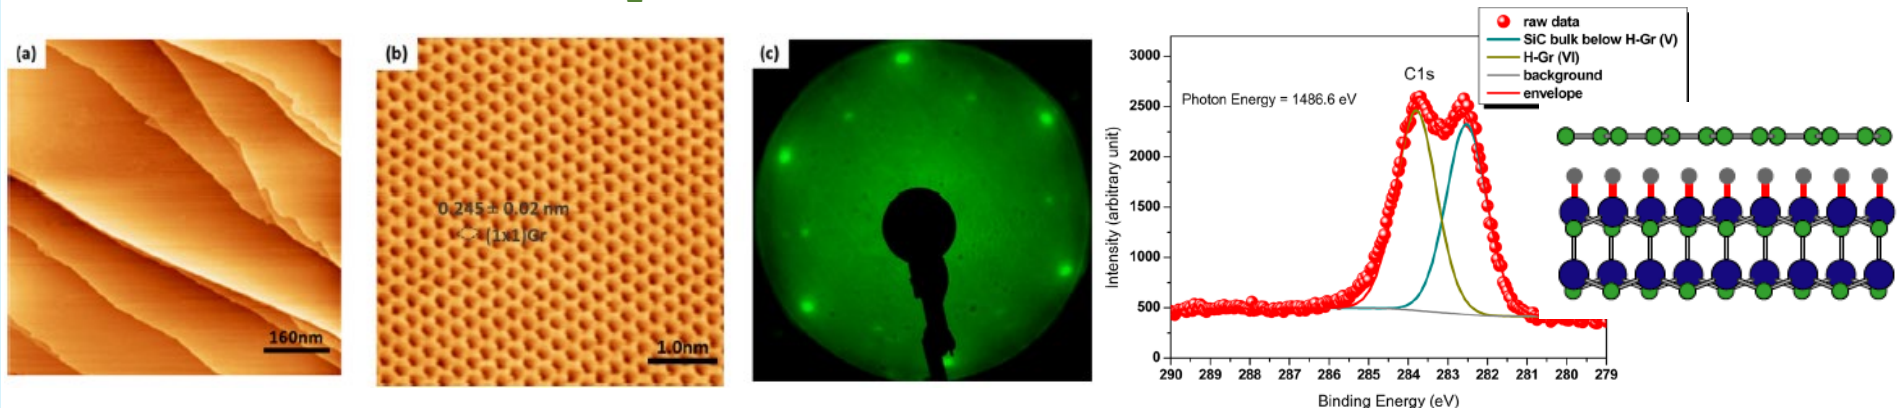 (a)
160nm
(b)
0.245 ± 0.02 nm
(1x1)Gr
1.0nm
(c)
raw data
SiC bulk below H-Gr (V)
H-Gr (VI)
background
envelope
C1s
Photon Energy = 1486.6 eV
Intensity (arbitrary unit)
3000
2500
2000
1500
1000
500
0
290 289 288 287 286 285 284 283 282 281 280 279
Binding Energy (eV)